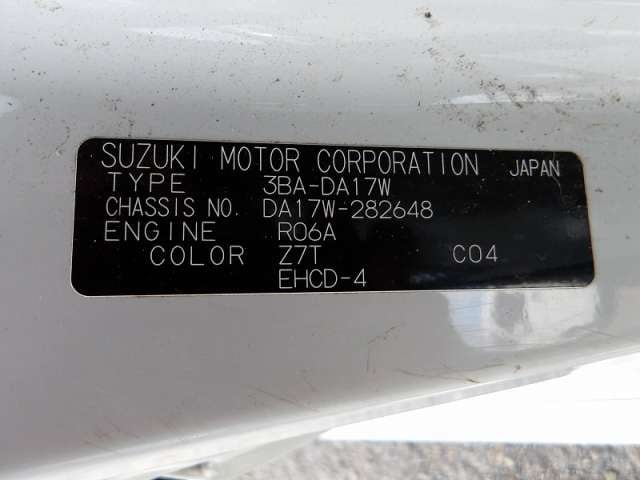 SUZUKI MOTOR CORPORATION JAPAN
TYPE 3BA-DA17W
CHASSIS NO. DA17W-282648
ENGINE R06A
COLOR Z7T C04
EHCD-4